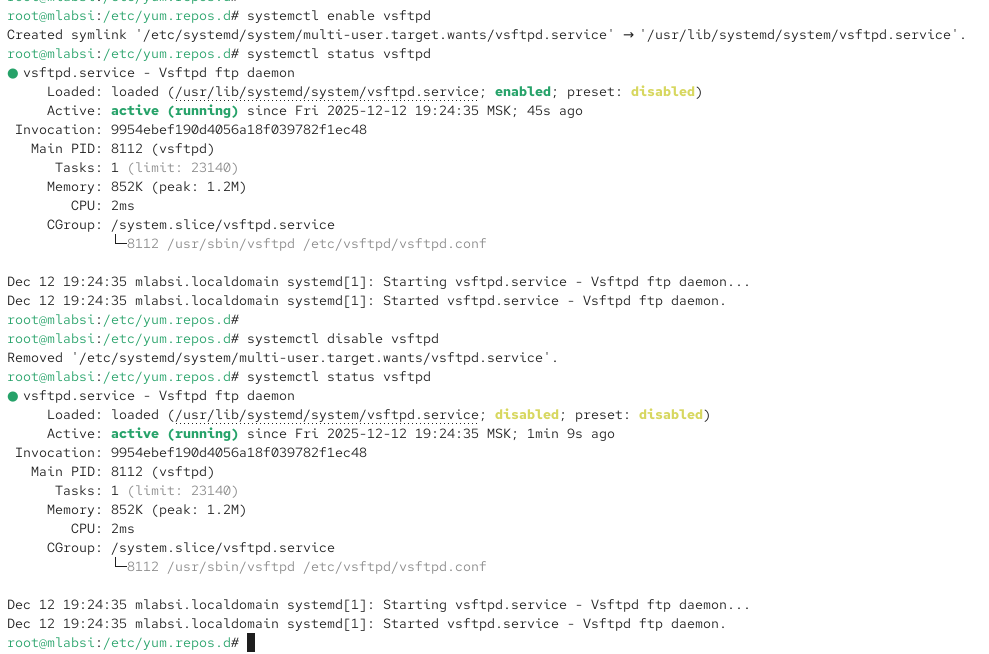 root@mlabsi:/etc/yum.repos.d# systemctl enable vsftpd
Created symlink '/etc/systemd/system/multi-user.target.wants/vsftpd.service' → '/usr/lib/systemd/system/vsftpd.service'.
root@mlabsi:/etc/yum.repos.d# systemctl status vsftpd
● vsftpd.service - Vsftpd ftp daemon
     Loaded: loaded (/usr/lib/systemd/system/vsftpd.service; enabled; preset: disabled)
     Active: active (running) since Fri 2025-12-12 19:24:35 MSK; 45s ago
 Invocation: 9954ebef190d4056a18f039782f1ec48
   Main PID: 8112 (vsftpd)
      Tasks: 1 (limit: 23140)
     Memory: 852K (peak: 1.2M)
        CPU: 2ms
     CGroup: /system.slice/vsftpd.service
             └─8112 /usr/sbin/vsftpd /etc/vsftpd/vsftpd.conf

Dec 12 19:24:35 mlabsi.localdomain systemd[1]: Starting vsftpd.service - Vsftpd ftp daemon...
Dec 12 19:24:35 mlabsi.localdomain systemd[1]: Started vsftpd.service - Vsftpd ftp daemon.
root@mlabsi:/etc/yum.repos.d#
root@mlabsi:/etc/yum.repos.d# systemctl disable vsftpd
Removed '/etc/systemd/system/multi-user.target.wants/vsftpd.service'.
root@mlabsi:/etc/yum.repos.d# systemctl status vsftpd
● vsftpd.service - Vsftpd ftp daemon
     Loaded: loaded (/usr/lib/systemd/system/vsftpd.service; disabled; preset: disabled)
     Active: active (running) since Fri 2025-12-12 19:24:35 MSK; 1min 9s ago
 Invocation: 9954ebef190d4056a18f039782f1ec48
   Main PID: 8112 (vsftpd)
      Tasks: 1 (limit: 23140)
     Memory: 852K (peak: 1.2M)
        CPU: 2ms
     CGroup: /system.slice/vsftpd.service
             └─8112 /usr/sbin/vsftpd /etc/vsftpd/vsftpd.conf

Dec 12 19:24:35 mlabsi.localdomain systemd[1]: Starting vsftpd.service - Vsftpd ftp daemon...
Dec 12 19:24:35 mlabsi.localdomain systemd[1]: Started vsftpd.service - Vsftpd ftp daemon.
root@mlabsi:/etc/yum.repos.d#